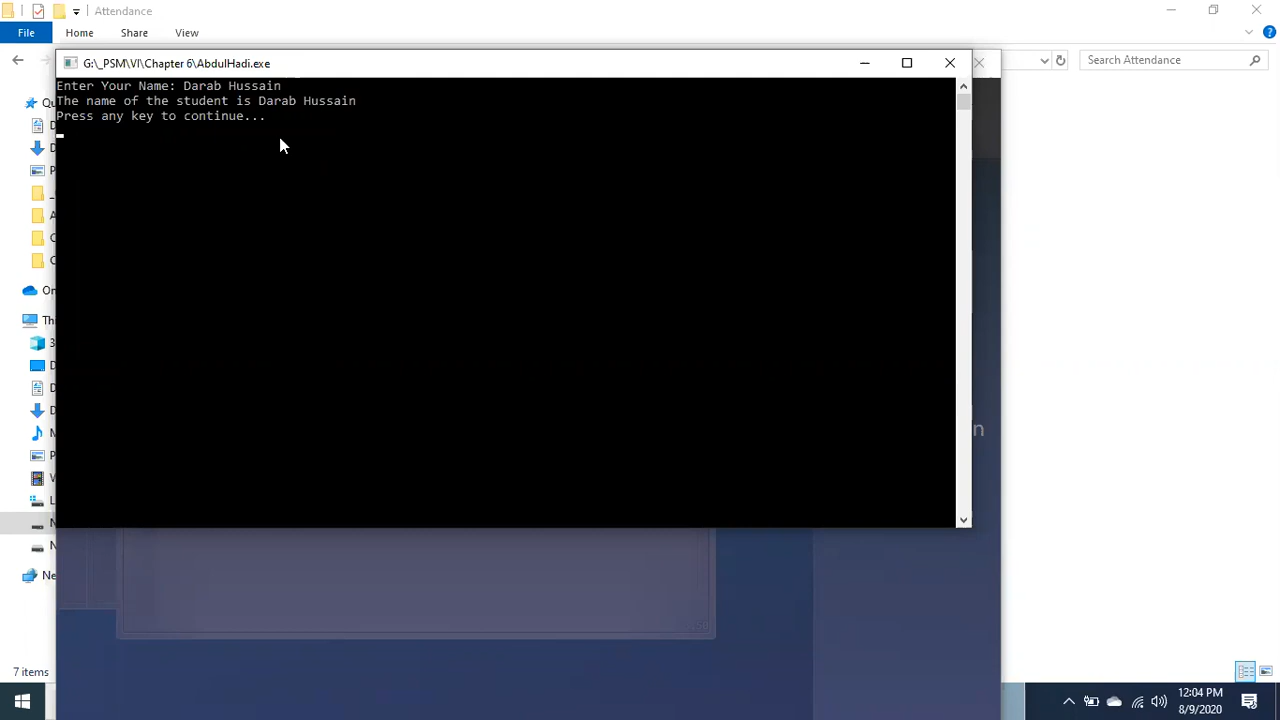 Attendance
File Home Share View
Search Attendance
G:\_PSM\VI\Chapter 6\AbdulHadi.exe
Enter Your Name: Darab Hussain
The name of the student is Darab Hussain
Press any key to continue...
7 items
12:04 PM
8/9/2020